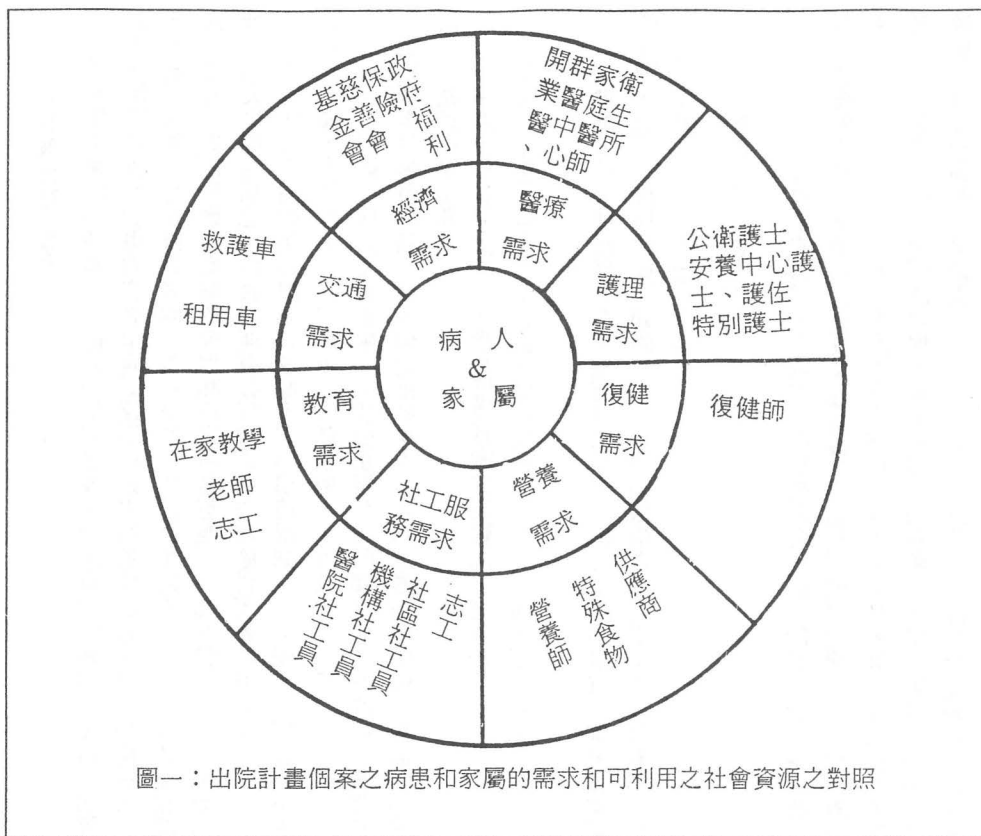 基金會
慈善會
保險
政府福利
開業醫、
群醫中心
家庭醫師
衛生所
公衛護士
安養中心護
士、護佐
特別護士
復健師
營養師
特殊食物
供應商
醫院社工員
機構社工員
社區社工員
志工
在家教學
老師
志工
救護車
租用車
經濟
需求
醫療
需求
護理
需求
復健
需求
營養
需求
社工服
務需求
教育
需求
交通
需求
病人
&
家屬
圖一：出院計畫個案之病患和家屬的需求和可利用之社會資源之對照